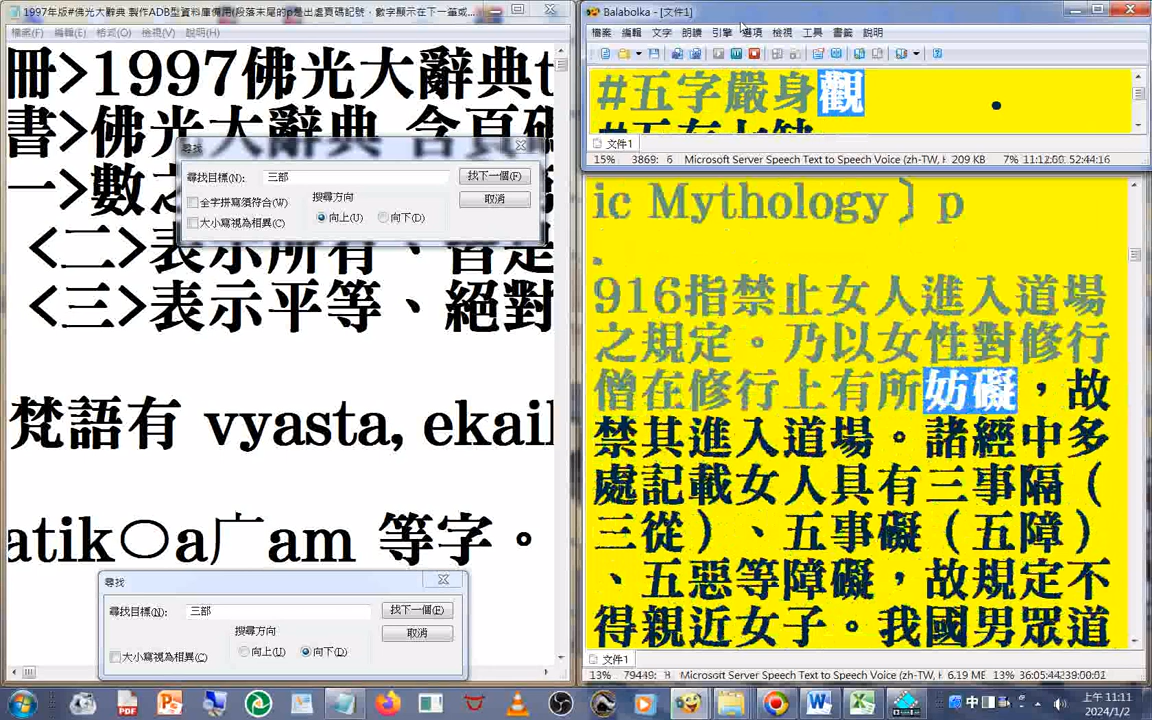 1997年版#佛光大辭典 製作ADB型資料庫備用(段落末尾的p是出處頁碼記號，數字顯示在下一筆或...
檔案(F) 編輯(E) 格式(O) 檢視(V) 說明(H)
冊>1997佛光大辭典t
書>佛光大辭典 含頁碼
一>數之
<二>表示所有、皆是
<三>表示平等、絕對
梵語有 vyasta, ekail
atik○a广am 等字。
尋找
尋找目標(N): 三部
找下一個(F)
全字拼寫須符合(W)
大小寫視為相異(C)
搜尋方向
向上(U) 向下(D)
取消
尋找
尋找目標(N): 三部
找下一個(F)
搜尋方向
大小寫視為相異(C)
向上(U) 向下(D)
取消
Balabolka - [文件1]
檔案 編輯 文字 朗讀 引擎 選項 檢視 工具 書籤 說明
#五字嚴身觀
文件1
15% 3869: 6 Microsoft Server Speech Text to Speech Voice (zh-TW, H 209 KB 7% 11:12:00, 52:44:16
ic Mythology〕p
.
916指禁止女人進入道場
之規定。乃以女性對修行
僧在修行上有所妨礙，故
禁其進入道場。諸經中多
處記載女人具有三事隔（
三從）、五事礙（五障）
、五惡等障礙，故規定不
得親近女子。我國男眾道
文件1
13% 79449: Microsoft Server Speech Text to Speech Voice (zh-TW, 6.19 ME 13% 36:05:44
中
上午 11:11
2024/1/2